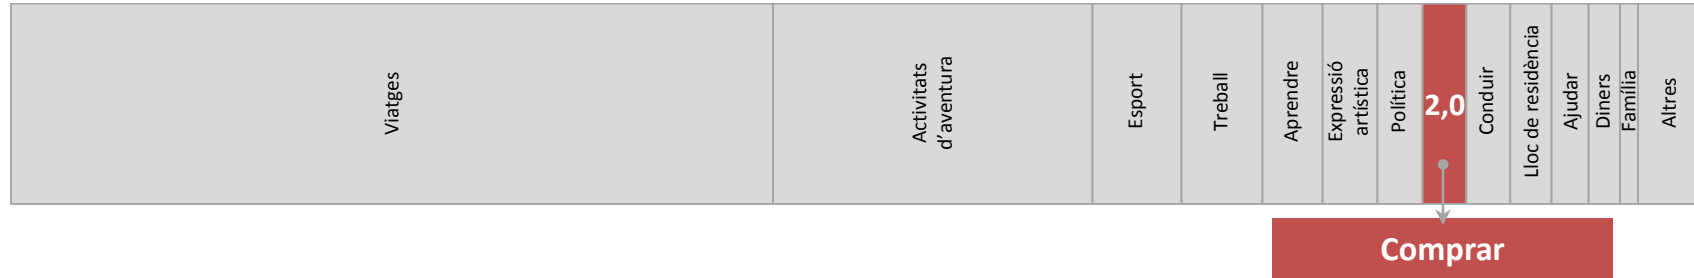 Viatges
Activitats
d'aventura
Esport
Treball
Aprendre
Expressió
artística
Política
2,0
Conduir
Lloc de residència
Ajudar
Diners
Família
Altres
Comprar